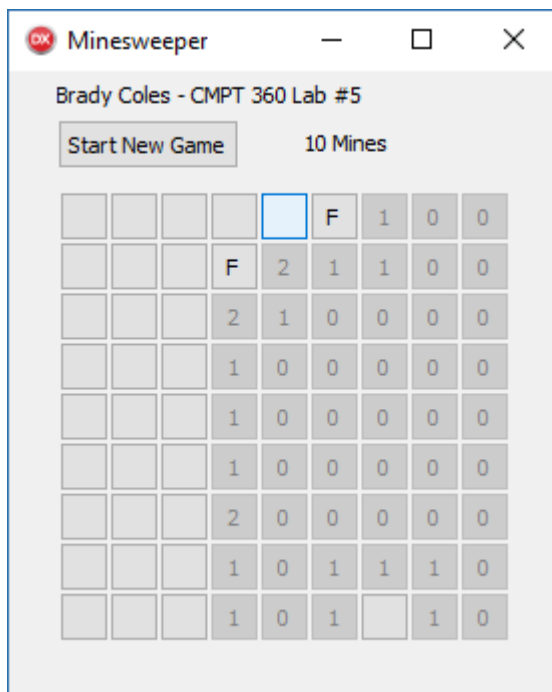 DX Minesweeper
Brady Coles - CMPT 360 Lab #5
Start New Game 10 Mines
F 1 0 0
F 2 1 1 0 0
2 1 0 0 0 0
1 0 0 0 0 0
1 0 0 0 0 0
1 0 0 0 0 0
2 0 0 0 0 0
1 0 1 1 1 0
1 0 1 1 0